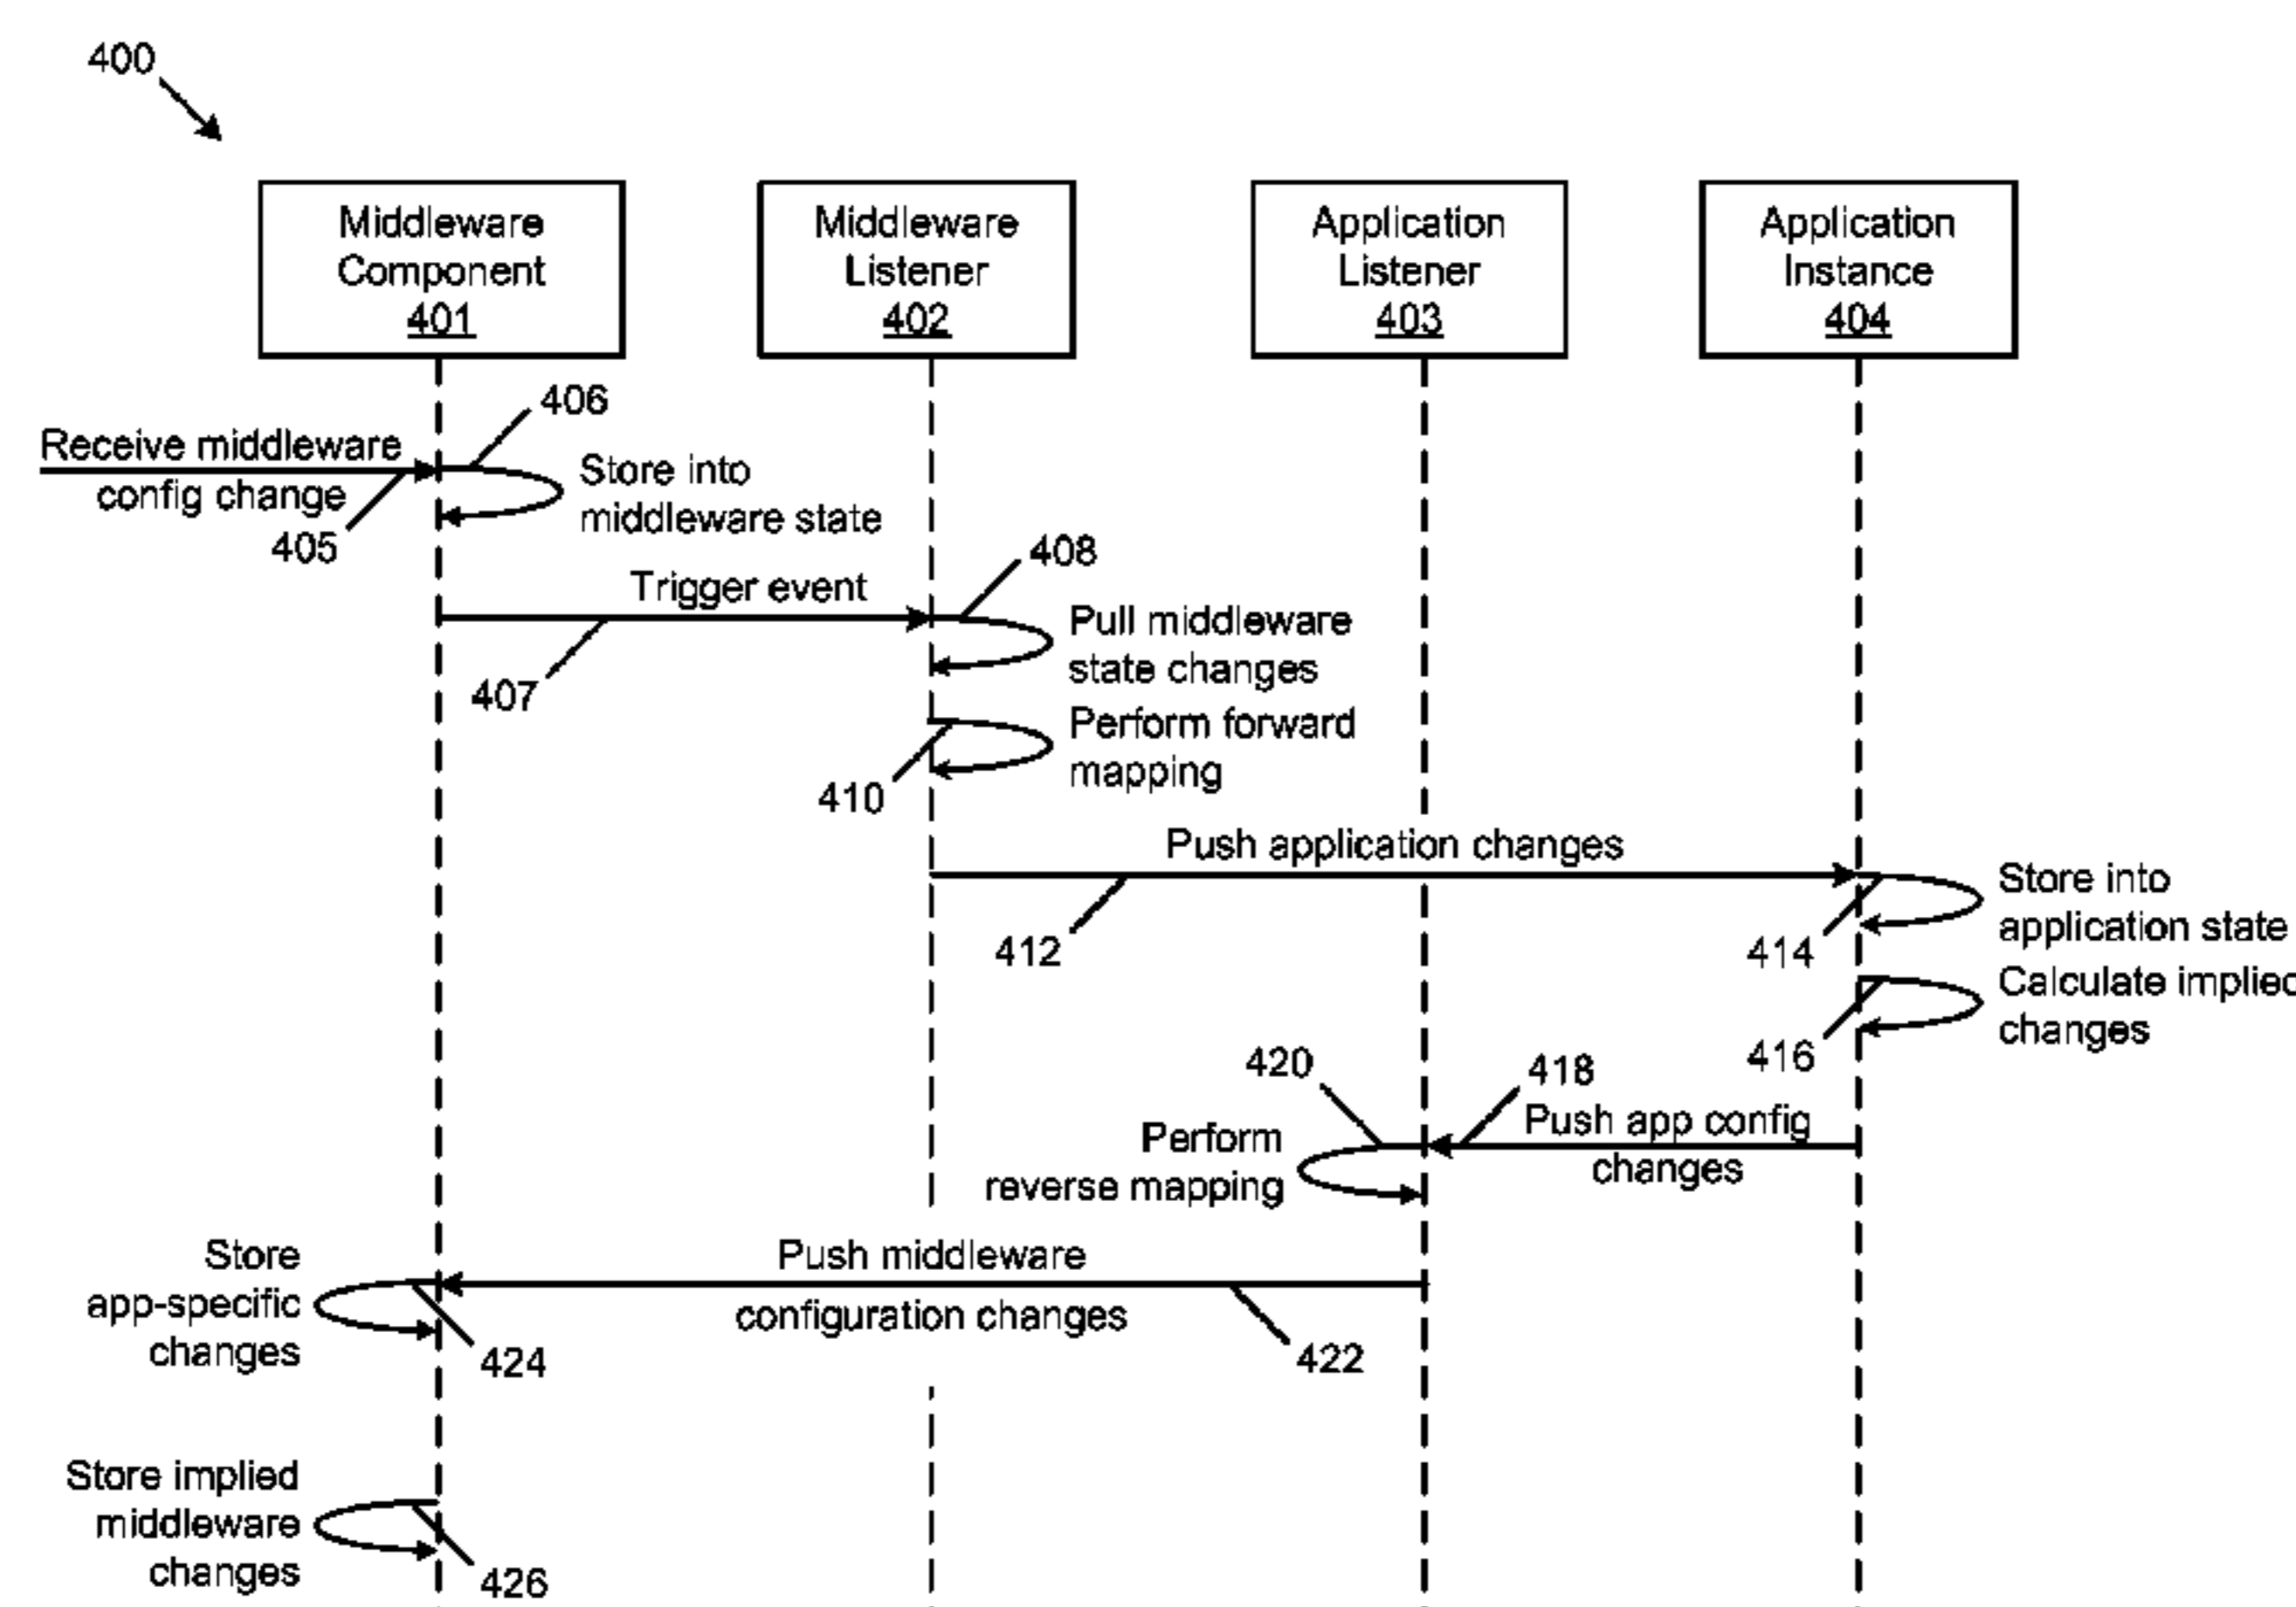 400
Middleware
Component
401
Middleware
Listener
402
Application
Listener
403
Application
Instance
404
406
Receive middleware
config change
405
Store into
middleware state
408
Trigger event
407
Pull middleware
state changes
Perform forward
mapping
410
Push application changes
412
Store into
application state
414
Calculate implied
changes
416
420
418
Push app config
changes
Perform
reverse mapping
Store
app-specific
changes
424
Push middleware
configuration changes
422
Store implied
middleware
changes
426